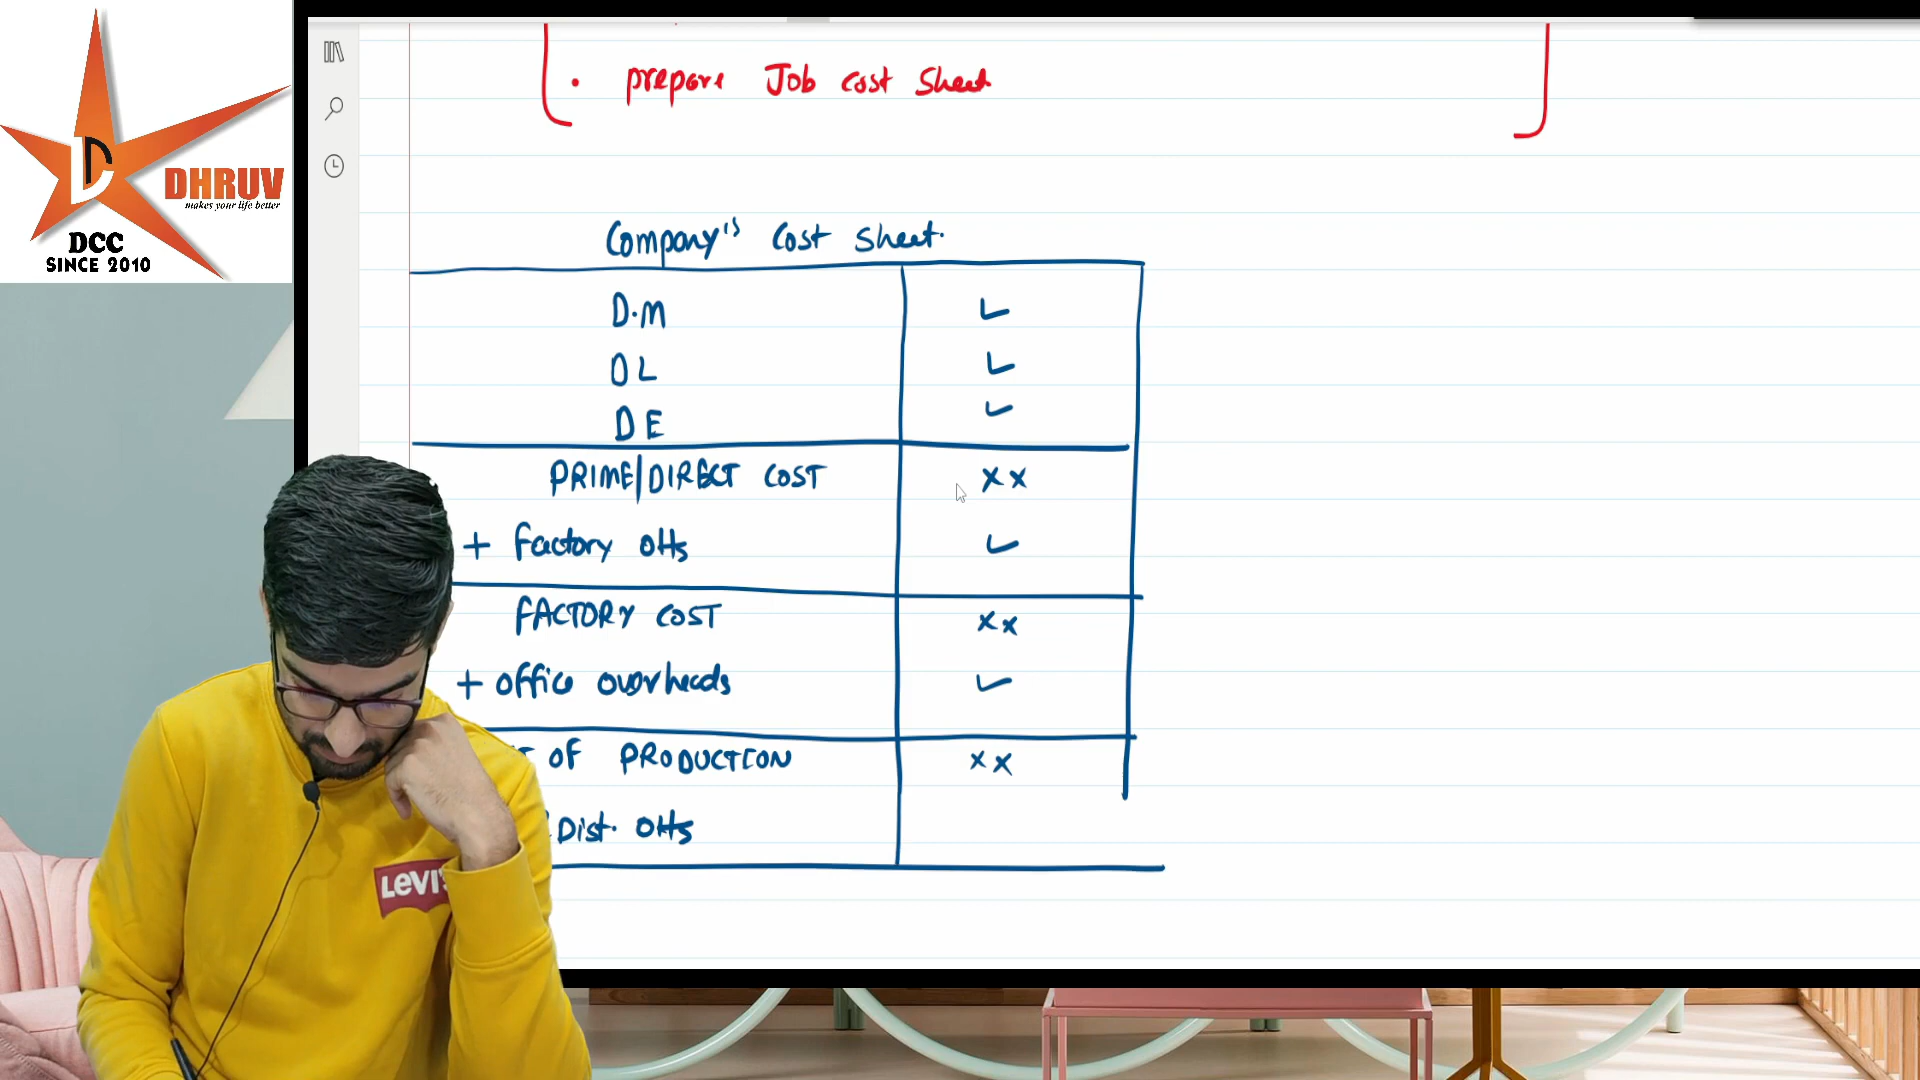 DC
DHRUV
makes your life better
DCC
SINCE 2010
• prepare Job cost sheet
Company's Cost Sheet.
D.M ✓
DL ✓
DE ✓
PRIME/DIRECT COST xx
+ Factory OHs ✓
FACTORY COST xx
+ office overheads ✓
OF PRODUCTION xx
Dist. OHs
LEVI'S